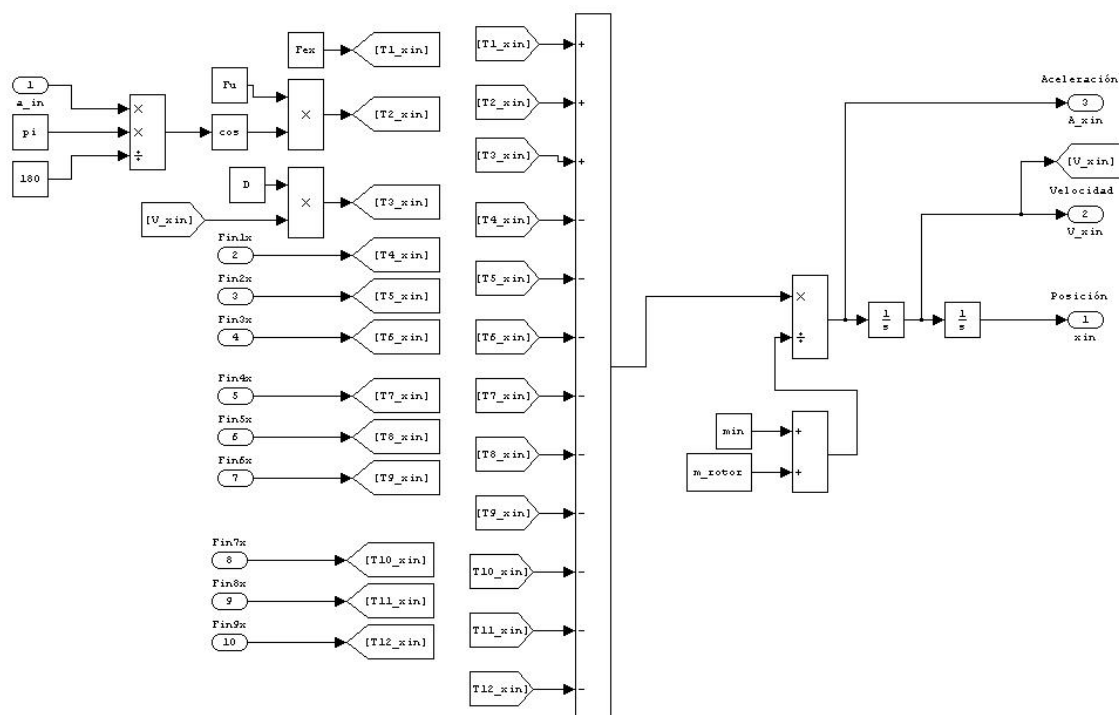 Fex
[T1_xin]
1
a_in
Fu
[T2_xin]
pi
cos
180
D
[T3_xin]
[V_xin]
Fin1x
2
[T4_xin]
Fin2x
3
[T5_xin]
Fin3x
4
[T6_xin]
Fin4x
5
[T7_xin]
Fin5x
6
[T8_xin]
Fin6x
7
[T9_xin]
Fin7x
8
[T10_xin]
Fin8x
9
[T11_xin]
Fin9x
10
[T12_xin]
[T1_xin]
[T2_xin]
[T3_xin]
[T4_xin]
[T5_xin]
[T6_xin]
[T7_xin]
[T8_xin]
[T9_xin]
T10_xin]
T11_xin]
T12_xin]
min
m_rotor
1
s
1
s
Aceleración
3
A_xin
[V_xin]
Velocidad
2
V_xin
Posición
1
xin